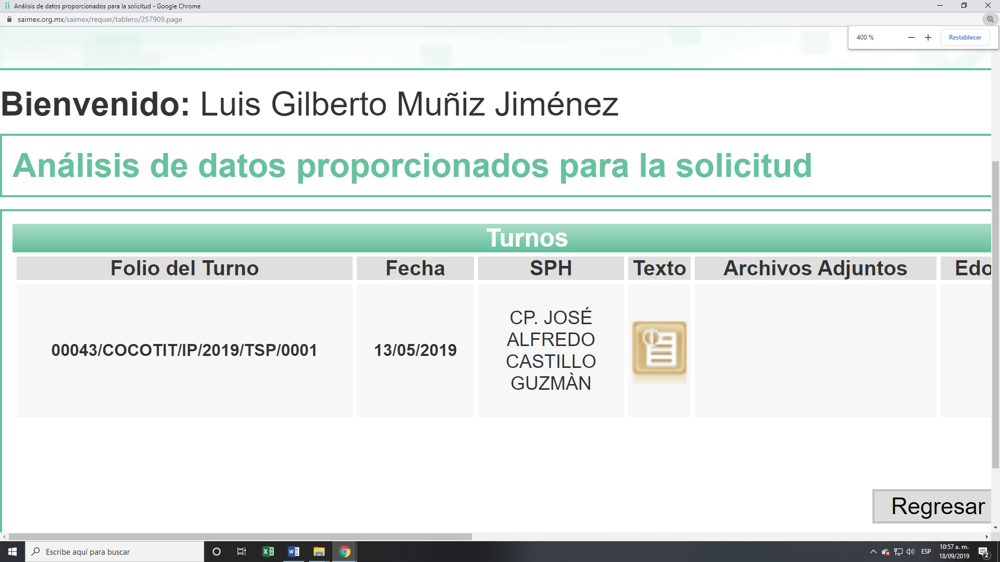 Análisis de datos proporcionados para la solicitud - Google Chrome
saimex.org.mx/saimex/requer/tablero/257909.page
400 %
Restablecer
Bienvenido: Luis Gilberto Muñiz Jiménez
Análisis de datos proporcionados para la solicitud
Turnos
Folio del Turno Fecha SPH Texto Archivos Adjuntos Edo
00043/COCOTIT/IP/2019/TSP/0001
13/05/2019
CP. JOSÉ
ALFREDO
CASTILLO
GUZMÀN
Regresar
Escribe aquí para buscar
ESP
10:57 a. m.
18/09/2019
2